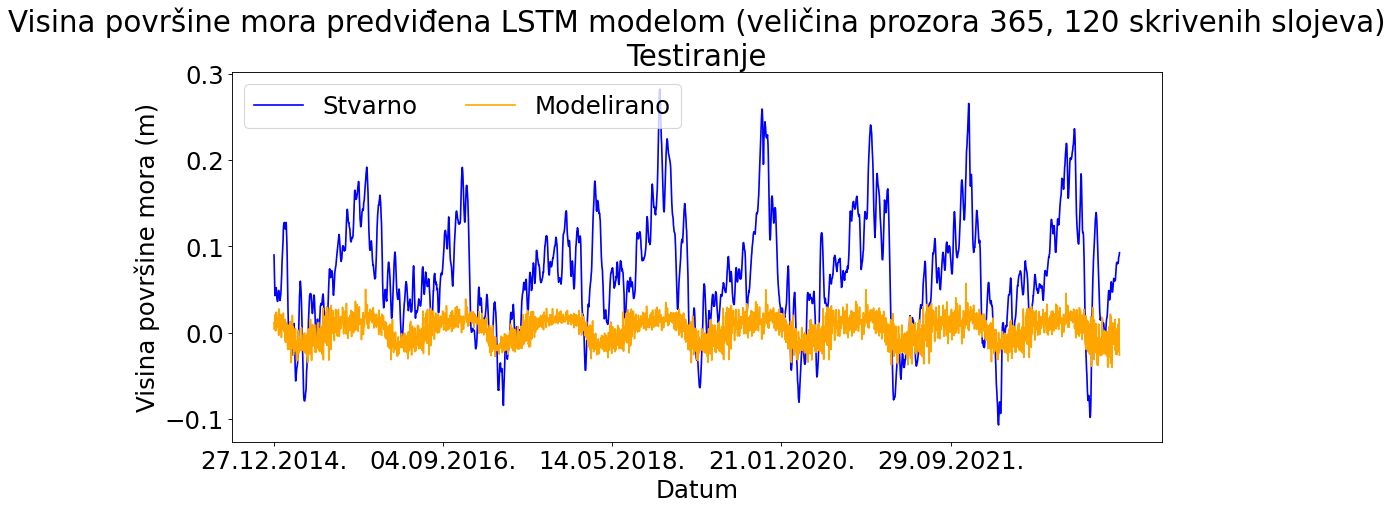 Visina površine mora predviđena LSTM modelom (veličina prozora 365, 120 skrivenih slojeva)
Testiranje
Stvarno
Modelirano
Visina površine mora (m)
0.3
0.2
0.1
0.0
−0.1
27.12.2014.
04.09.2016.
14.05.2018.
21.01.2020.
29.09.2021.
Datum